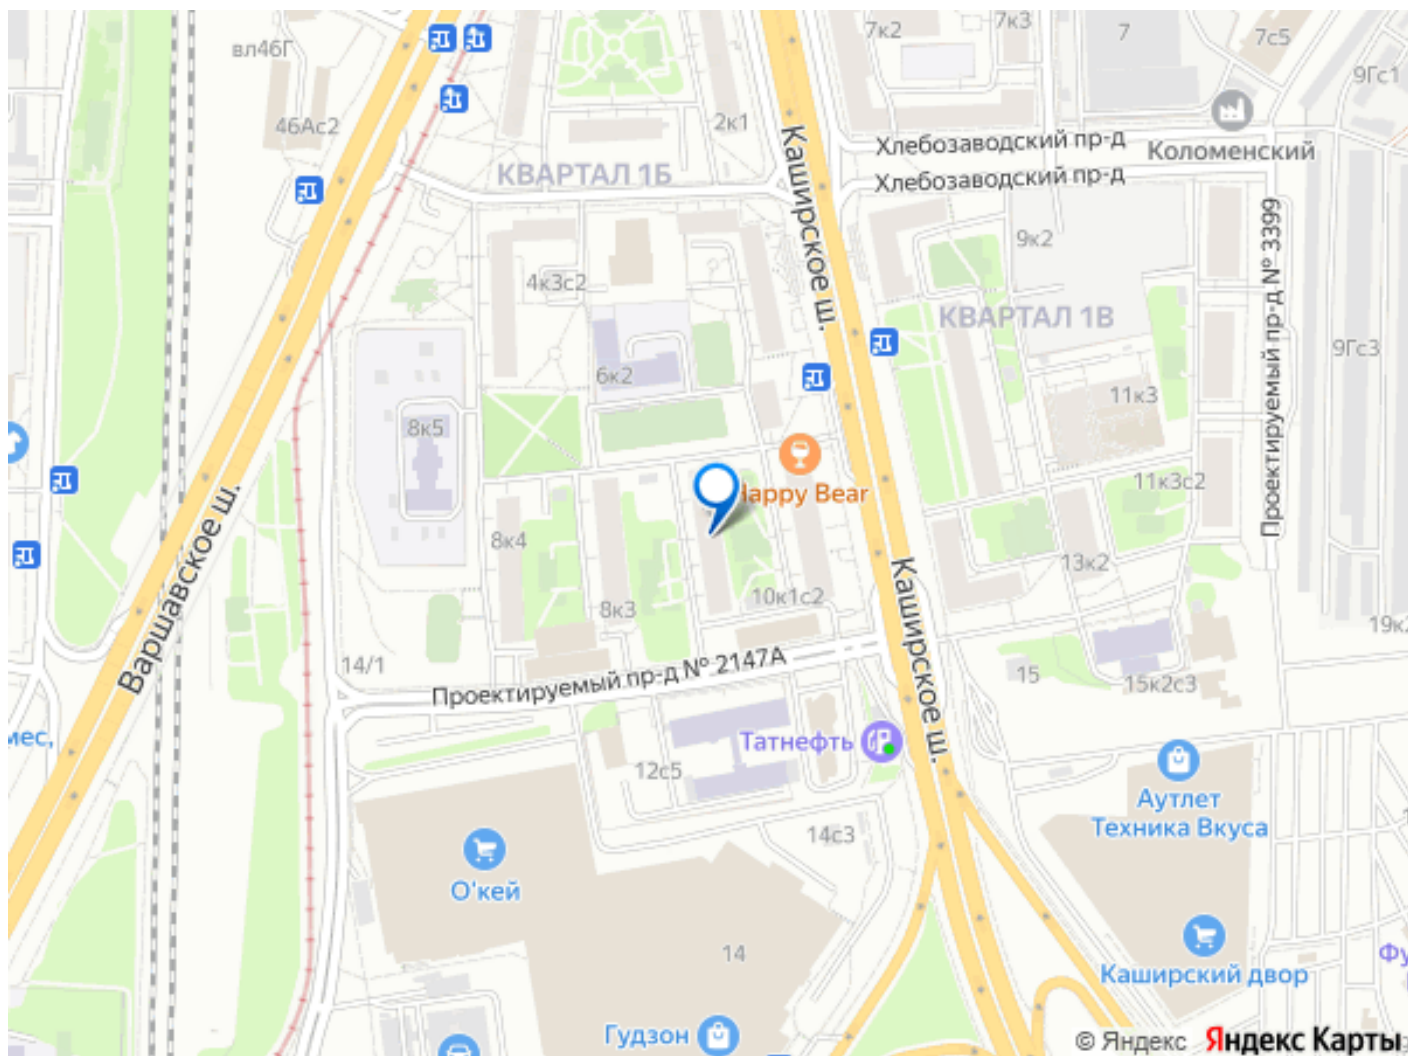 вл46Г
7к2
7к3
7
7с5
9Гс1
46Ас2
2к1
Каширское ш.
Хлебозаводский пр-д
Коломенский
КВАРТАЛ 1Б
Хлебозаводский пр-д
Проектируемый пр-д № 3399
9к2
4к3с2
КВАРТАЛ 1В
9Гс3
6к2
11к3
8к5
11к3с2
Happy Bear
Варшавское ш.
8к4
13к2
Каширское ш.
8к3
10к1с2
19к2
14/1
Проектируемый пр-д № 2147А
15
15к2с3
мес,
Татнефть
12с5
Аутлет
Техника Вкуса
14с3
О'кей
14
Каширский двор
Фу
Гудзон
© Яндекс Яндекс Карты